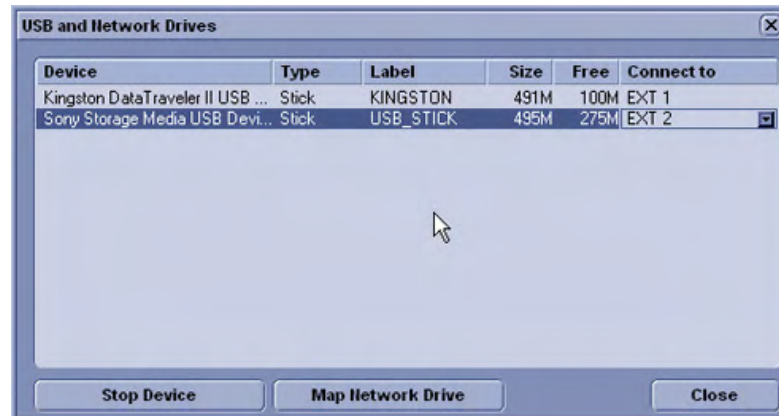 USB and Network Drives
Device Type Label Size Free Connect to
Kingston DataTraveler II USB ... Stick KINGSTON 491M 100M EXT 1
Sony Storage Media USB Devi... Stick USB_STICK 495M 275M EXT 2
Stop Device Map Network Drive Close